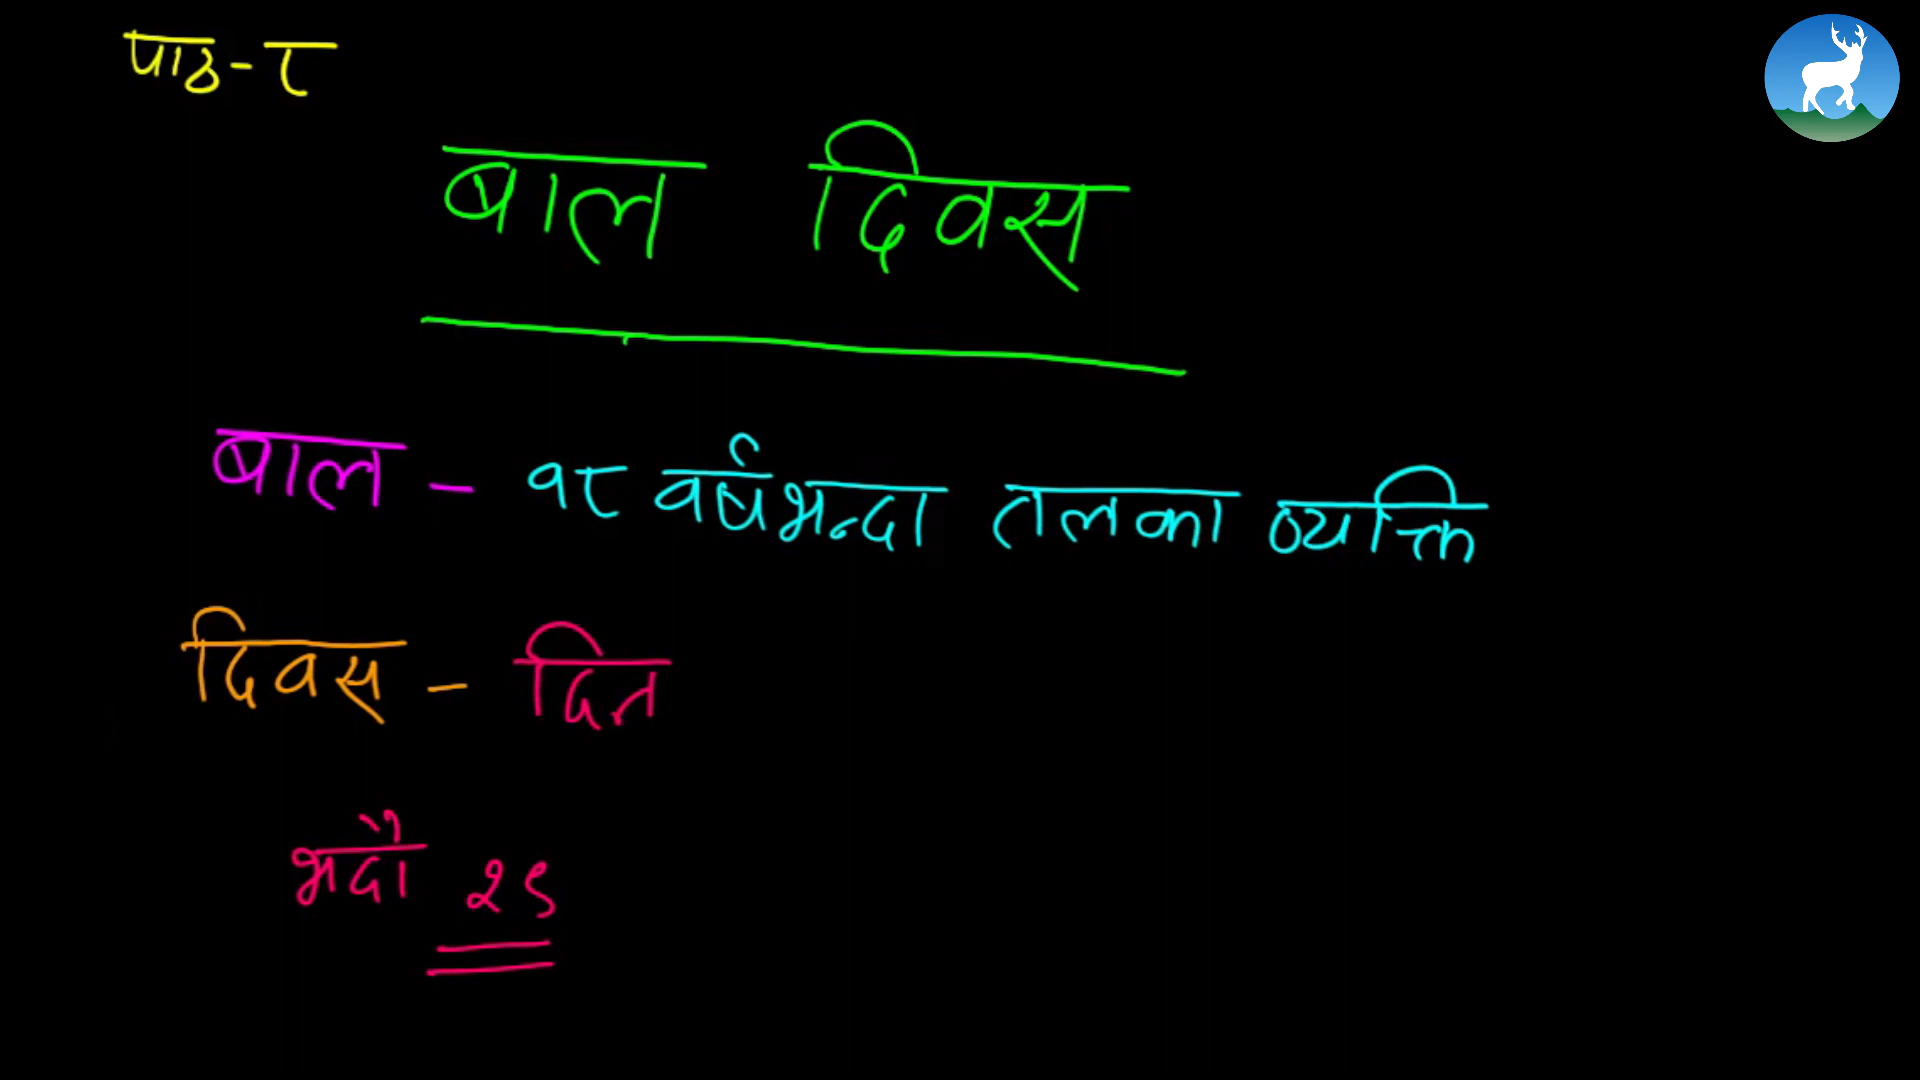 पाठ-८
बाल दिवस
बाल - १८ वर्षभन्दा तलका व्यक्ति
दिवस - दिन
भदौ २९